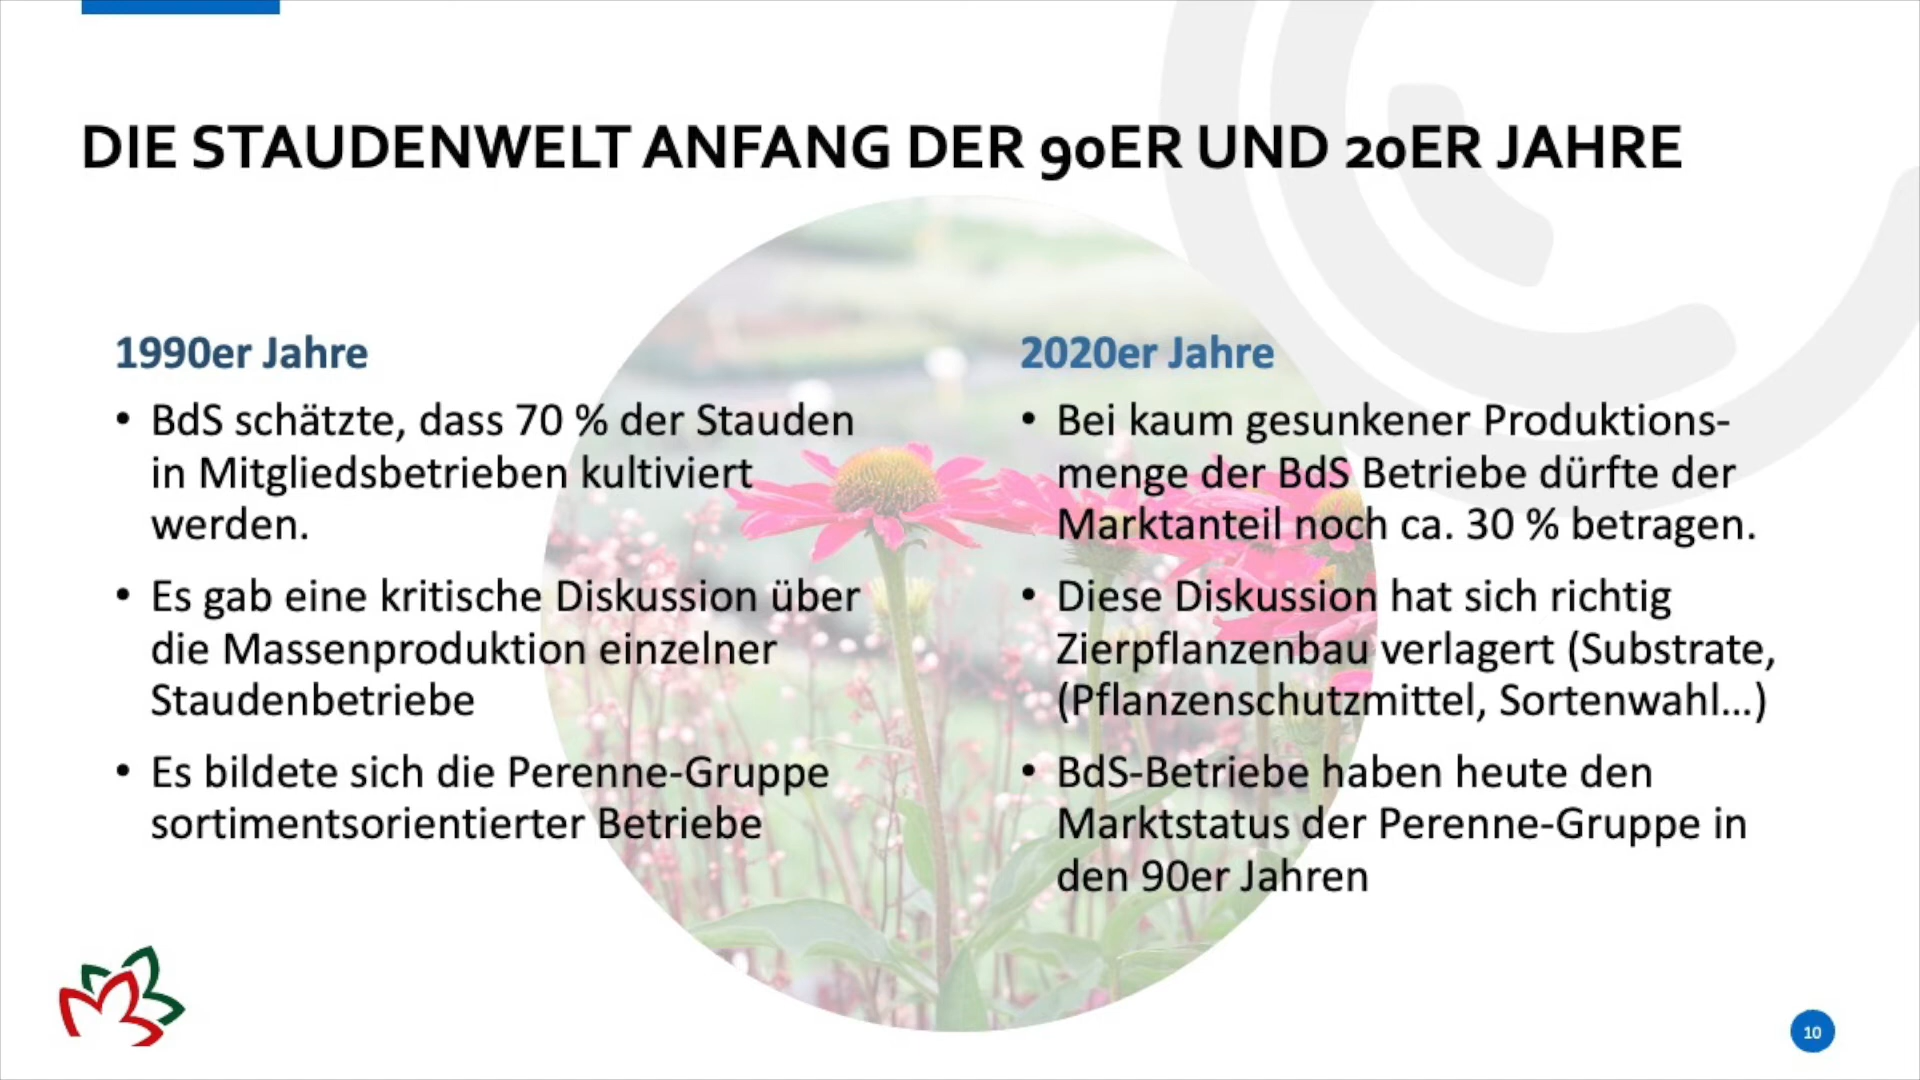 DIE STAUDENWELT ANFANG DER 90ER UND 20ER JAHRE
1990er Jahre
• BdS schätzte, dass 70 % der Stauden
in Mitgliedsbetrieben kultiviert
werden.
• Es gab eine kritische Diskussion über
die Massenproduktion einzelner
Staudenbetriebe
• Es bildete sich die Perenne-Gruppe
sortimentsorientierter Betriebe
2020er Jahre
• Bei kaum gesunkener Produktions-
menge der BdS Betriebe dürfte der
Marktanteil noch ca. 30 % betragen.
• Diese Diskussion hat sich richtig
Zierpflanzenbau verlagert (Substrate,
(Pflanzenschutzmittel, Sortenwahl...)
• BdS-Betriebe haben heute den
Marktstatus der Perenne-Gruppe in
den 90er Jahren
10